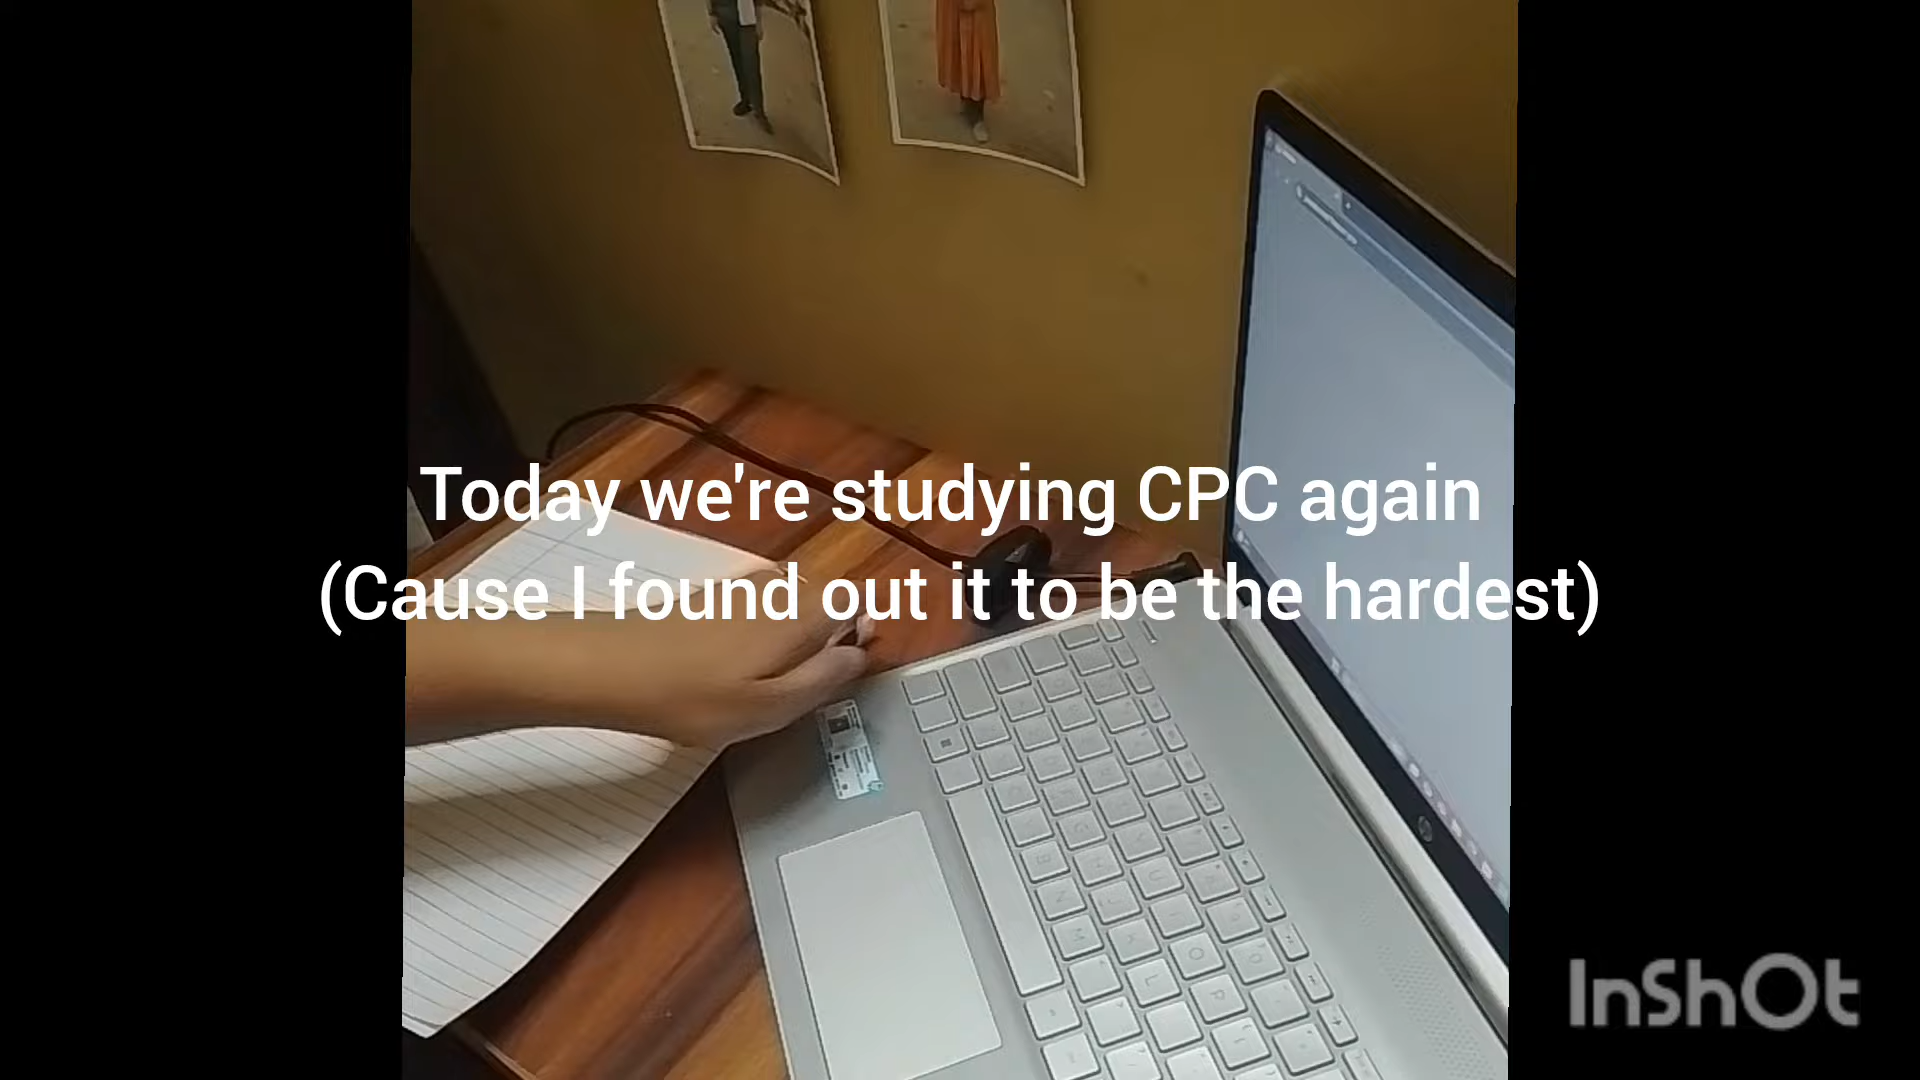 Today we're studying CPC again
(Cause I found out it to be the hardest)
InShOt